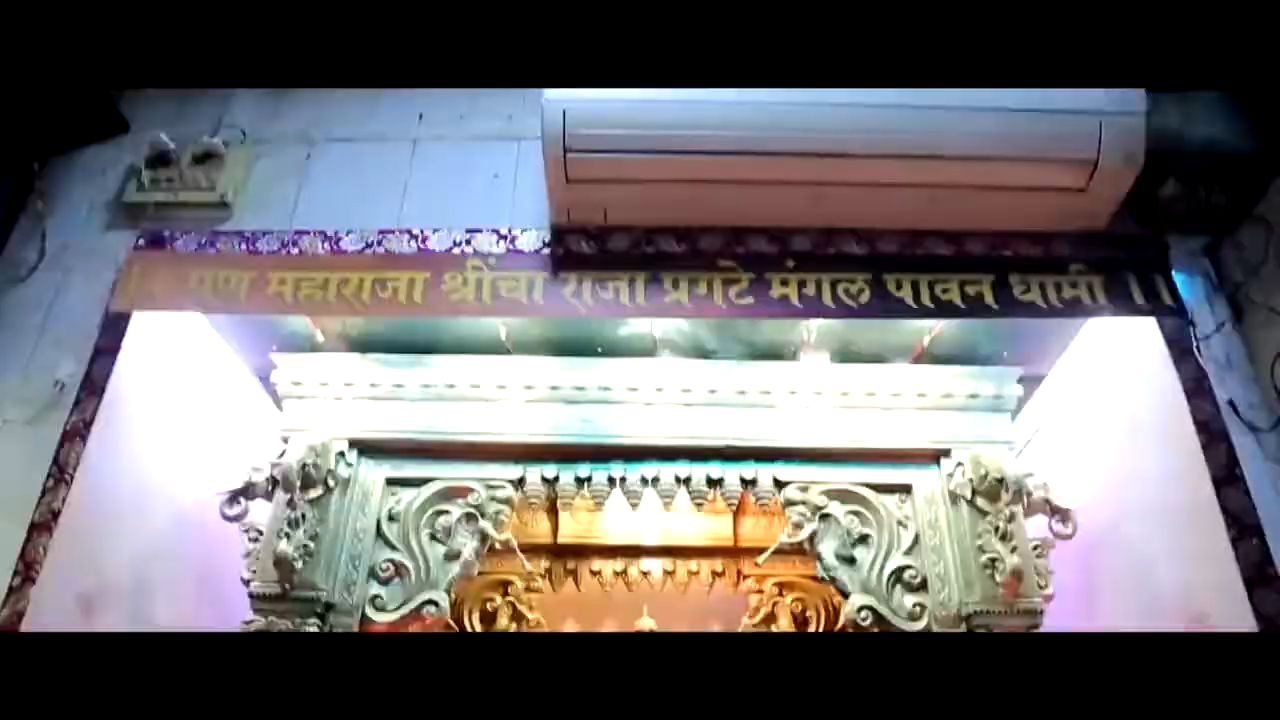 महाराजा श्रींचा राजा प्रगटे मंगल पावन धामी ।।